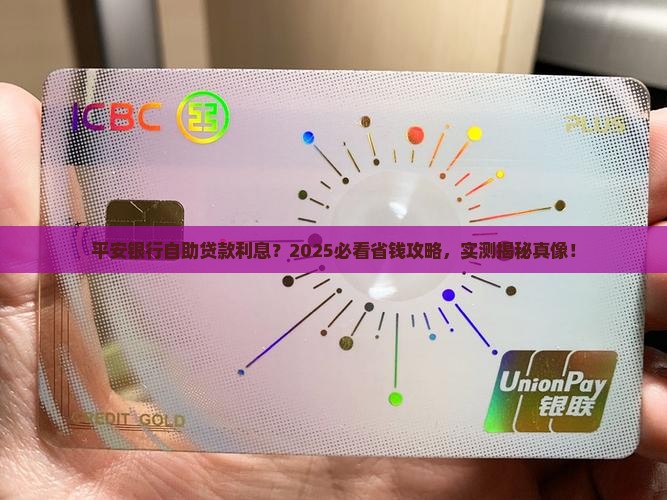 ICBC
PLUS
平安银行自助贷款利息？2025必看省钱攻略，实测揭秘真像！
CREDIT GOLD
UnionPay
银联